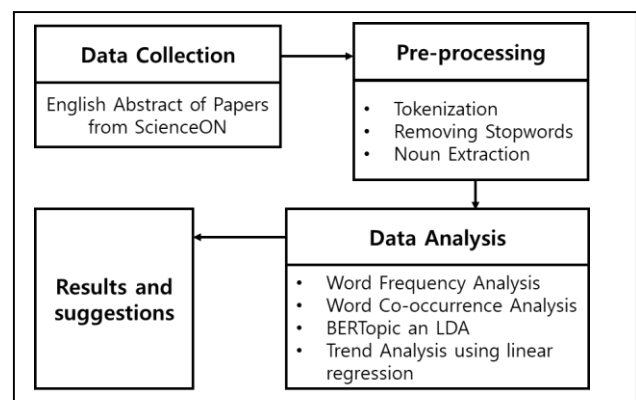 Data Collection
English Abstract of Papers
from ScienceON
Pre-processing
• Tokenization
• Removing Stopwords
• Noun Extraction
Data Analysis
• Word Frequency Analysis
• Word Co-occurrence Analysis
• BERTopic an LDA
• Trend Analysis using linear
regression
Results and
suggestions